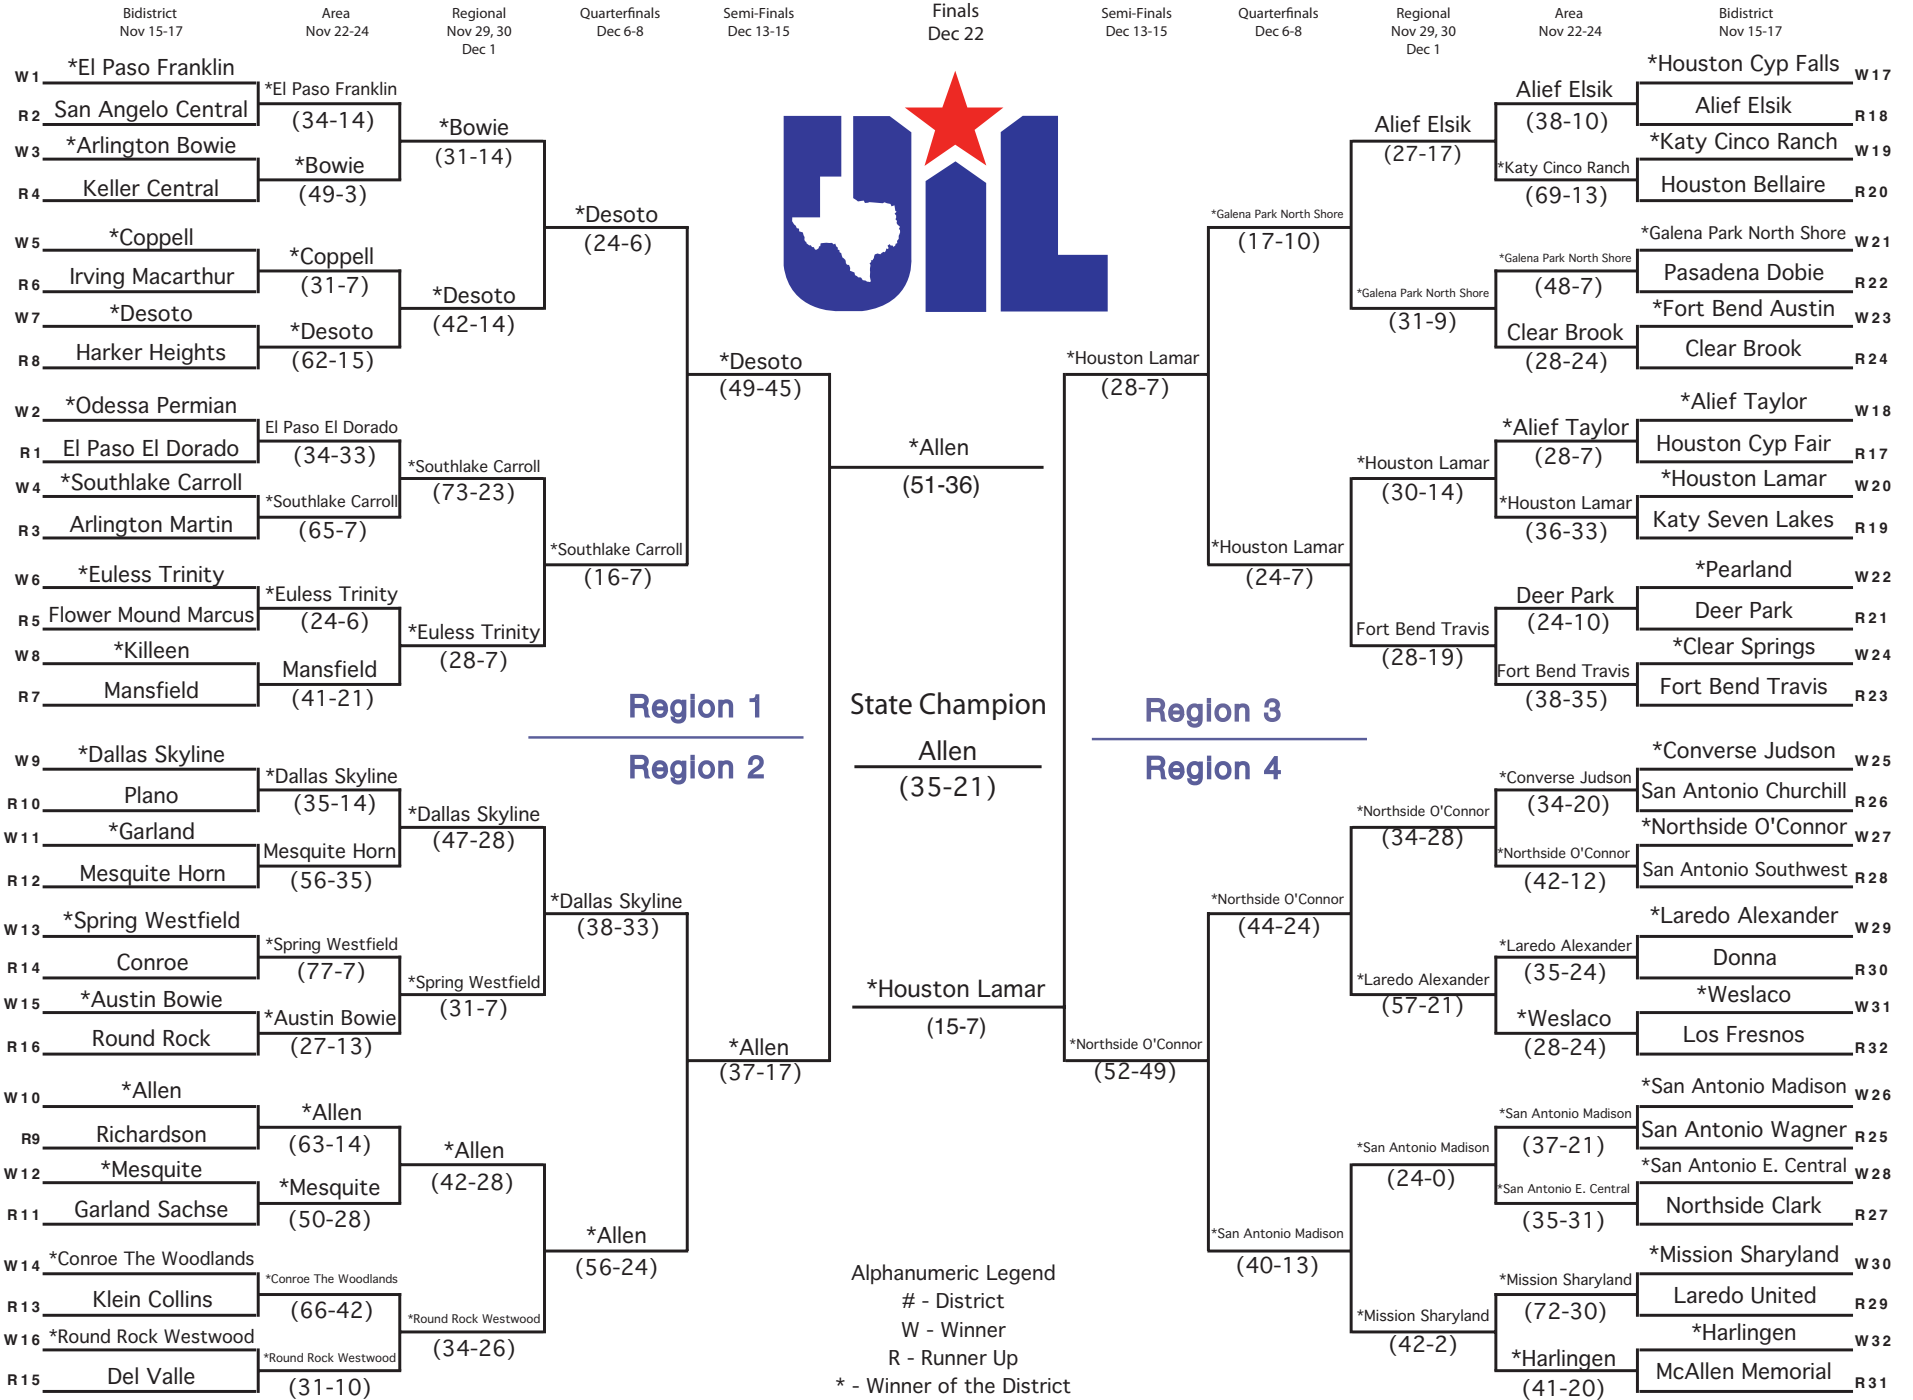 Bidistrict
Nov 15-17
Area
Nov 22-24
Regional
Nov 29, 30
Dec 1
Quarterfinals
Dec 6-8
Semi-Finals
Dec 13-15
Finals
Dec 22
Semi-Finals
Dec 13-15
Quarterfinals
Dec 6-8
Regional
Nov 29, 30
Dec 1
Area
Nov 22-24
Bidistrict
Nov 15-17
UIL
W1 *El Paso Franklin
R2 San Angelo Central
W3 *Arlington Bowie
R4 Keller Central
W5 *Coppell
R6 Irving Macarthur
W7 *Desoto
R8 Harker Heights
W2 *Odessa Permian
R1 El Paso El Dorado
W4 *Southlake Carroll
R3 Arlington Martin
W6 *Euless Trinity
R5 Flower Mound Marcus
W8 *Killeen
R7 Mansfield
W9 *Dallas Skyline
R10 Plano
W11 *Garland
R12 Mesquite Horn
W13 *Spring Westfield
R14 Conroe
W15 *Austin Bowie
R16 Round Rock
W10 *Allen
R9 Richardson
W12 *Mesquite
R11 Garland Sachse
W14 *Conroe The Woodlands
R13 Klein Collins
W16 *Round Rock Westwood
R15 Del Valle
*El Paso Franklin
(34-14)
*Bowie
(49-3)
*Coppell
(31-7)
*Desoto
(62-15)
El Paso El Dorado
(34-33)
*Southlake Carroll
(65-7)
*Euless Trinity
(24-6)
Mansfield
(41-21)
*Dallas Skyline
(35-14)
Mesquite Horn
(56-35)
*Spring Westfield
(77-7)
*Austin Bowie
(27-13)
*Allen
(63-14)
*Mesquite
(50-28)
*Conroe The Woodlands
(66-42)
*Round Rock Westwood
(31-10)
*Bowie
(31-14)
*Desoto
(42-14)
*Southlake Carroll
(73-23)
*Euless Trinity
(28-7)
*Dallas Skyline
(47-28)
*Spring Westfield
(31-7)
*Allen
(42-28)
*Round Rock Westwood
(34-26)
*Desoto
(24-6)
*Southlake Carroll
(16-7)
*Dallas Skyline
(38-33)
*Allen
(56-24)
*Desoto
(49-45)
*Allen
(37-17)
Region 1
Region 2
*Allen
(51-36)
State Champion
Allen
(35-21)
*Houston Lamar
(15-7)
Alphanumeric Legend
# - District
W - Winner
R - Runner Up
* - Winner of the District
Region 3
Region 4
*Houston Lamar
(28-7)
*Northside O'Connor
(52-49)
*Galena Park North Shore
(17-10)
*Houston Lamar
(24-7)
*Northside O'Connor
(44-24)
*San Antonio Madison
(40-13)
Alief Elsik
(27-17)
*Galena Park North Shore
(31-9)
*Houston Lamar
(30-14)
Fort Bend Travis
(28-19)
*Northside O'Connor
(34-28)
*Laredo Alexander
(57-21)
*San Antonio Madison
(24-0)
*Mission Sharyland
(42-2)
Alief Elsik
(38-10)
*Katy Cinco Ranch
(69-13)
*Galena Park North Shore
(48-7)
Clear Brook
(28-24)
*Alief Taylor
(28-7)
*Houston Lamar
(36-33)
Deer Park
(24-10)
Fort Bend Travis
(38-35)
*Converse Judson
(34-20)
*Northside O'Connor
(42-12)
*Laredo Alexander
(35-24)
*Weslaco
(28-24)
*San Antonio Madison
(37-21)
*San Antonio E. Central
(35-31)
*Mission Sharyland
(72-30)
*Harlingen
(41-20)
*Houston Cyp Falls W17
Alief Elsik R18
*Katy Cinco Ranch W19
Houston Bellaire R20
*Galena Park North Shore W21
Pasadena Dobie R22
*Fort Bend Austin W23
Clear Brook R24
*Alief Taylor W18
Houston Cyp Fair R17
*Houston Lamar W20
Katy Seven Lakes R19
*Pearland W22
Deer Park R21
*Clear Springs W24
Fort Bend Travis R23
*Converse Judson W25
San Antonio Churchill R26
*Northside O'Connor W27
San Antonio Southwest R28
*Laredo Alexander W29
Donna R30
*Weslaco W31
Los Fresnos R32
*San Antonio Madison W26
San Antonio Wagner R25
*San Antonio E. Central W28
Northside Clark R27
*Mission Sharyland W30
Laredo United R29
*Harlingen W32
McAllen Memorial R31